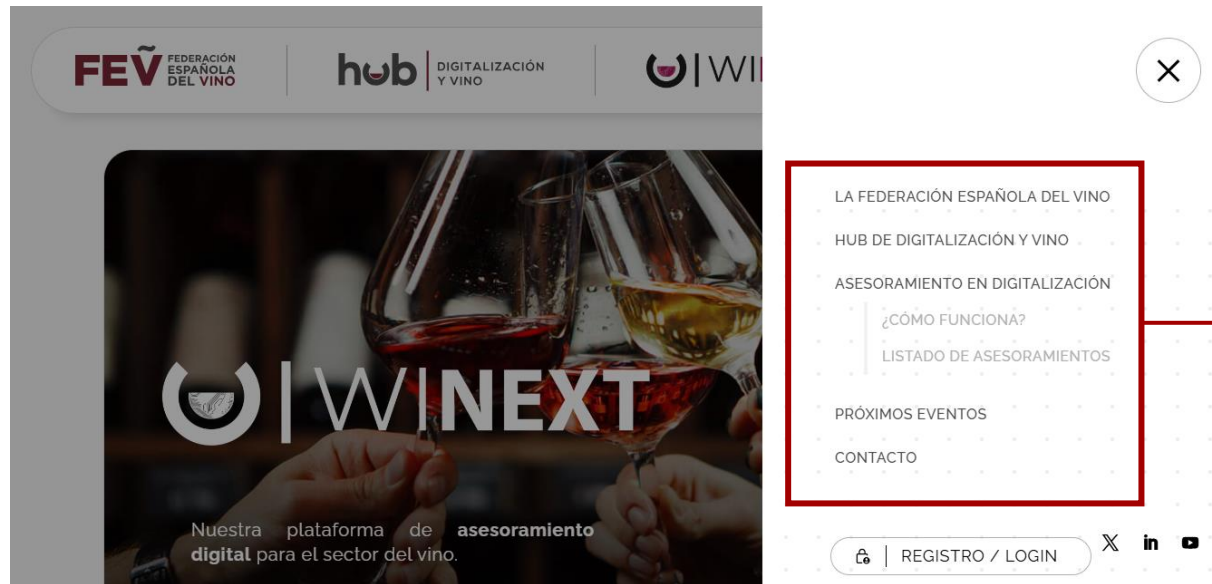 FEV FEDERACIÓN
ESPAÑOLA
DEL VINO
hub DIGITALIZACIÓN
Y VINO
WI
LA FEDERACIÓN ESPAÑOLA DEL VINO
HUB DE DIGITALIZACIÓN Y VINO
ASESORAMIENTO EN DIGITALIZACIÓN
¿CÓMO FUNCIONA?
LISTADO DE ASESORAMIENTOS
PRÓXIMOS EVENTOS
CONTACTO
WINEXT
Nuestra plataforma de asesoramiento
digital para el sector del vino.
REGISTRO / LOGIN